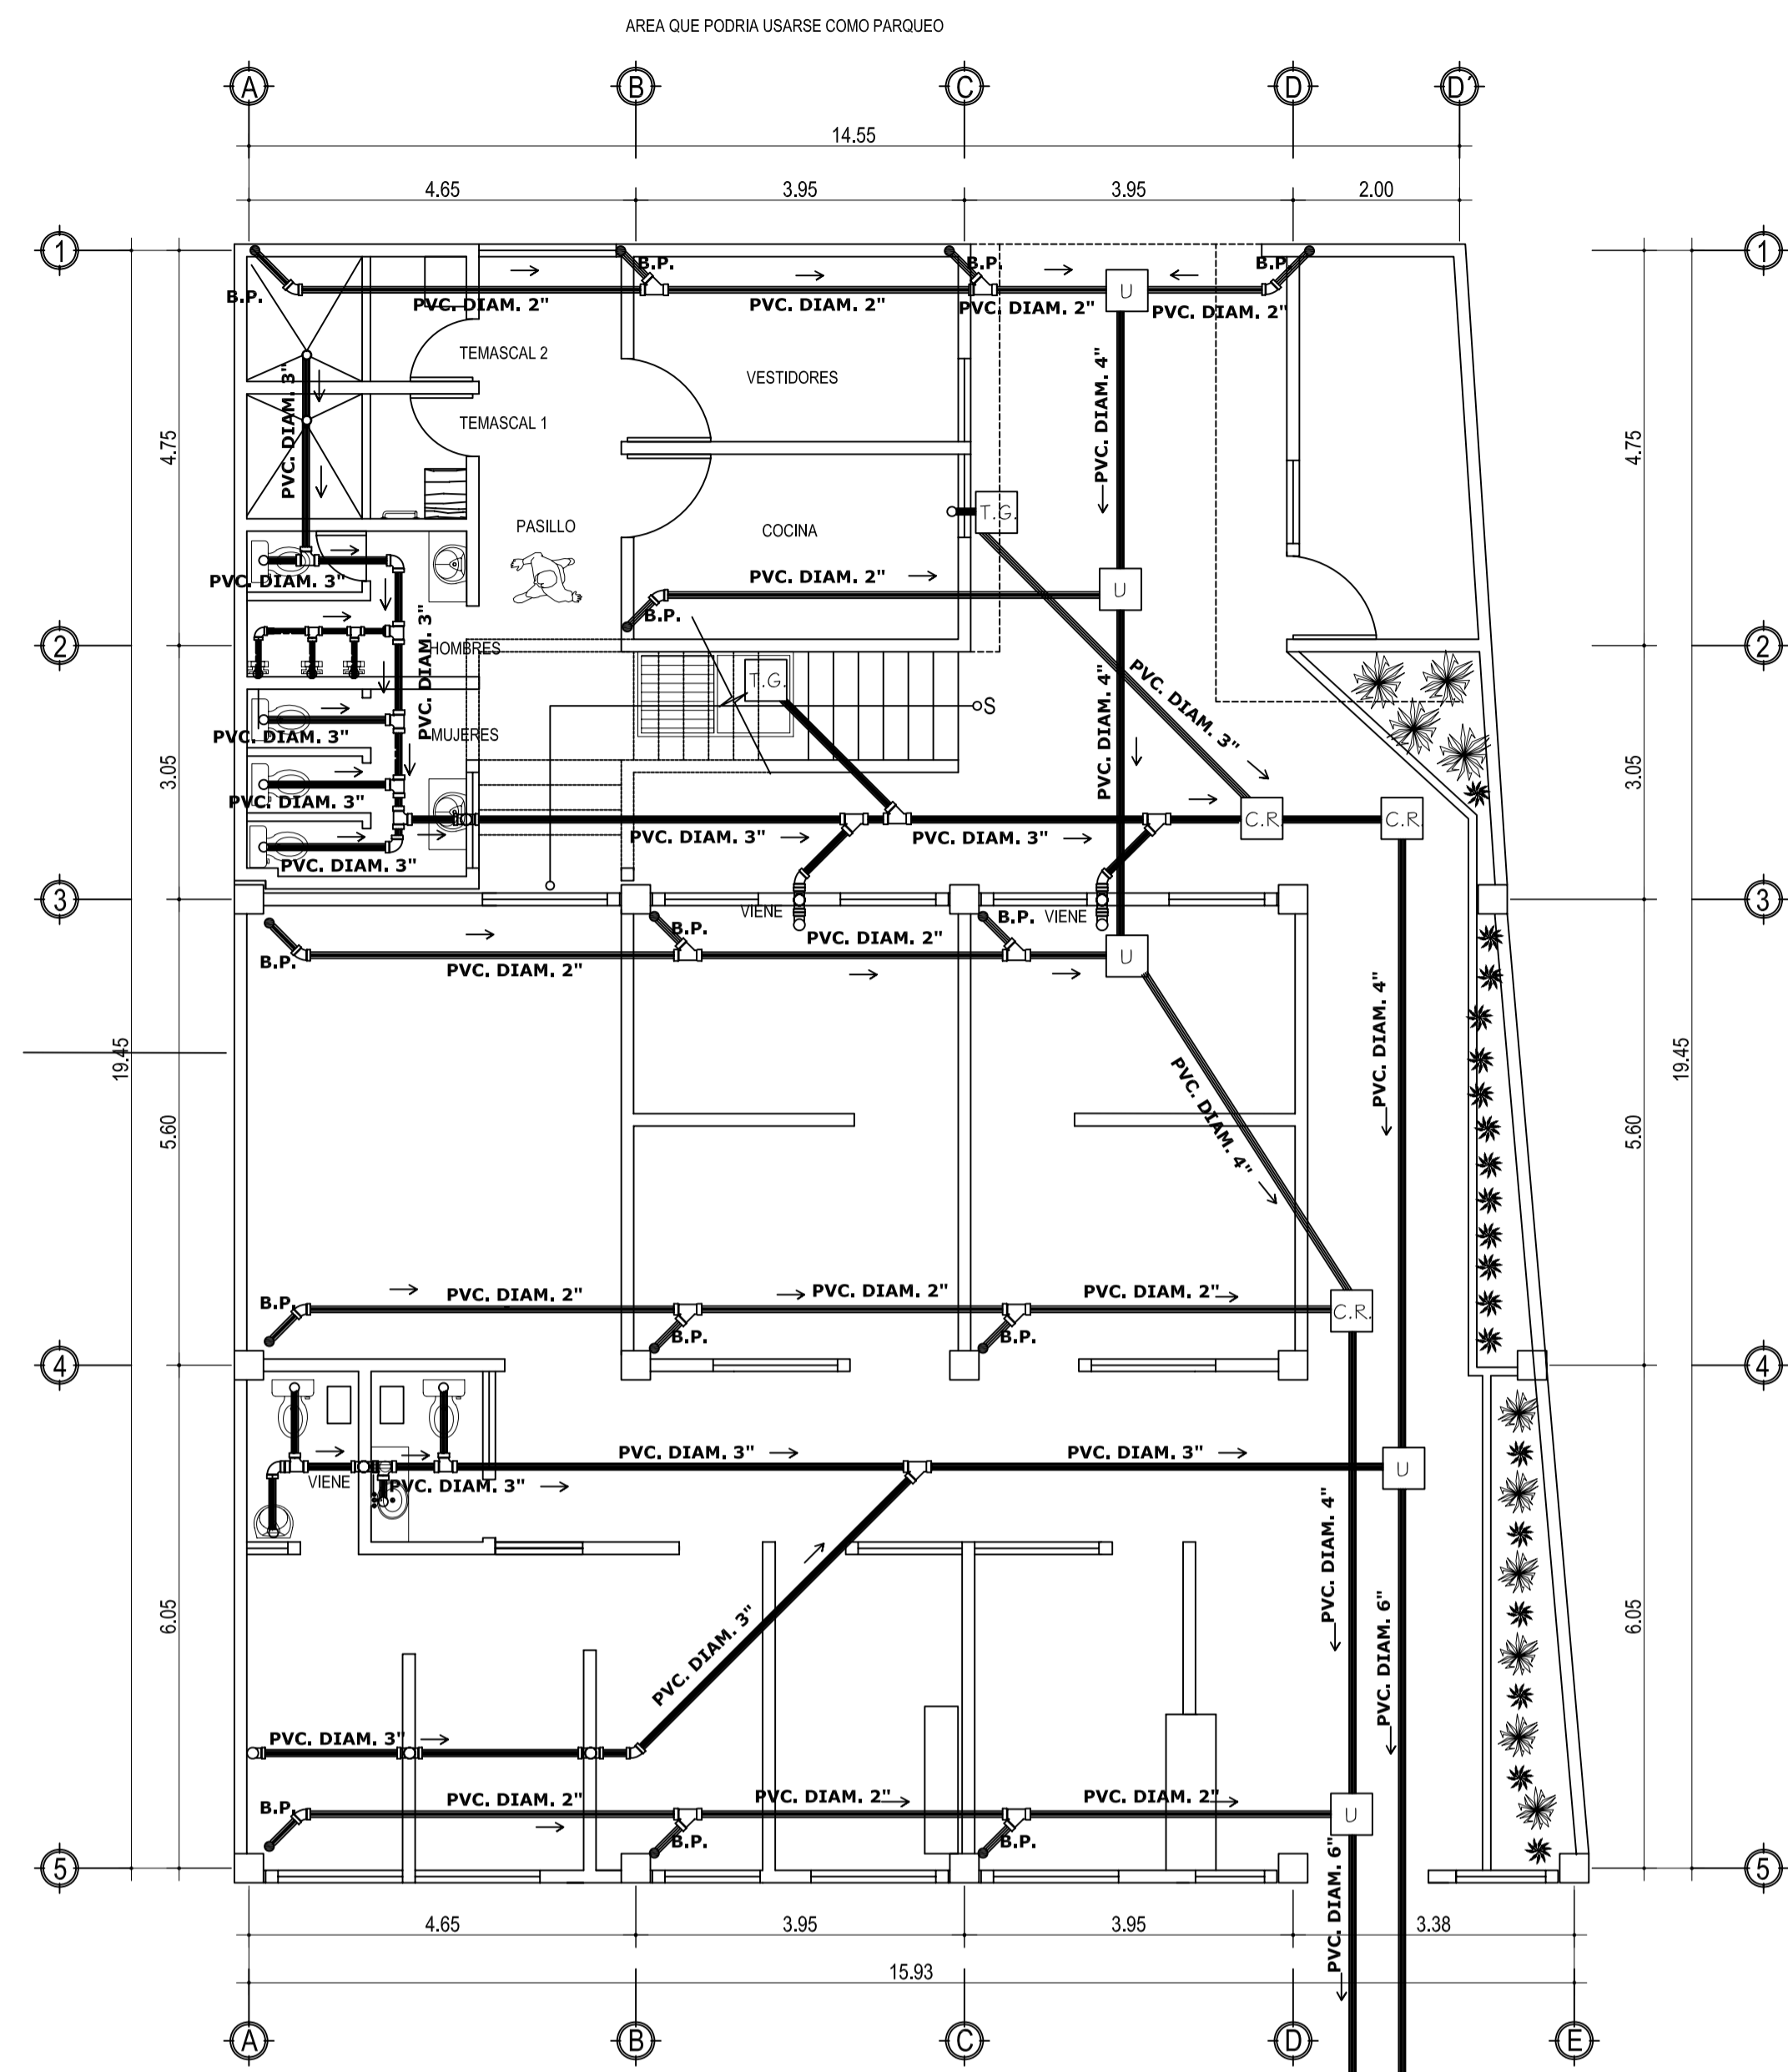 AREA QUE PODRIA USARSE COMO PARQUEO
A B C D D´
14.55
4.65 3.95 3.95 2.00
1 1
B.P. B.P. B.P.
B.P.
U
PVC. DIAM. 2" PVC. DIAM. 2" PVC. DIAM. 2" PVC. DIAM. 2"
TEMASCAL 2
VESTIDORES
PVC. DIAM. 3"
PVC. DIAM. 4"
TEMASCAL 1
4.75 4.75
T.G.
PASILLO
COCINA
PVC. DIAM. 3"
PVC. DIAM. 2"
U
B.P.
PVC. DIAM. 3"
2 2
HOMBRES
T.G.
PVC. DIAM. 4"
PVC. DIAM. 3"
S
PVC. DIAM. 3"
MUJERES
3.05 3.05
PVC. DIAM. 3"
C.R C.R
PVC. DIAM. 3" PVC. DIAM. 3"
PVC. DIAM. 3"
3 3
VIENE VIENE
B.P. B.P.
PVC. DIAM. 2"
B.P.
PVC. DIAM. 2"
U
PVC. DIAM. 4"
19.45 19.45
PVC. DIAM. 4"
5.60 5.60
PVC. DIAM. 2" PVC. DIAM. 2" PVC. DIAM. 2"
B.P.
C.R.
B.P. B.P.
4 4
PVC. DIAM. 3" PVC. DIAM. 3"
U
VIENE
PVC. DIAM. 3"
PVC. DIAM. 4"
6.05 6.05
PVC. DIAM. 3"
PVC. DIAM. 6"
PVC. DIAM. 3"
PVC. DIAM. 2" PVC. DIAM. 2" PVC. DIAM. 2"
B.P.
U
B.P. B.P.
5 5
PVC. DIAM. 6"
4.65 3.95 3.95 3.38
15.93
A B C D E